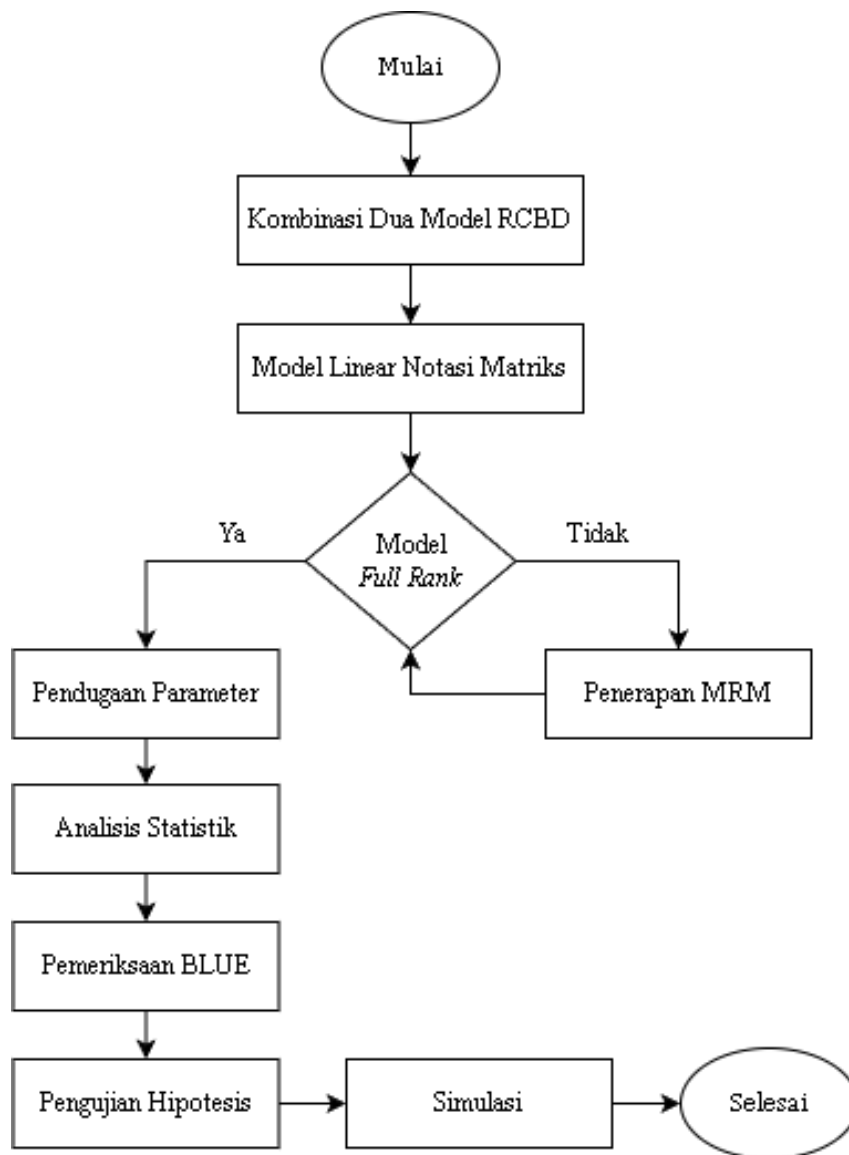 Mulai
Kombinasi Dua Model RCBD
Model Linear Notasi Matriks
Ya
Model
Full Rank
Tidak
Pendugaan Parameter
Penerapan MRM
Analisis Statistik
Pemeriksaan BLUE
Pengujian Hipotesis
Simulasi
Selesai